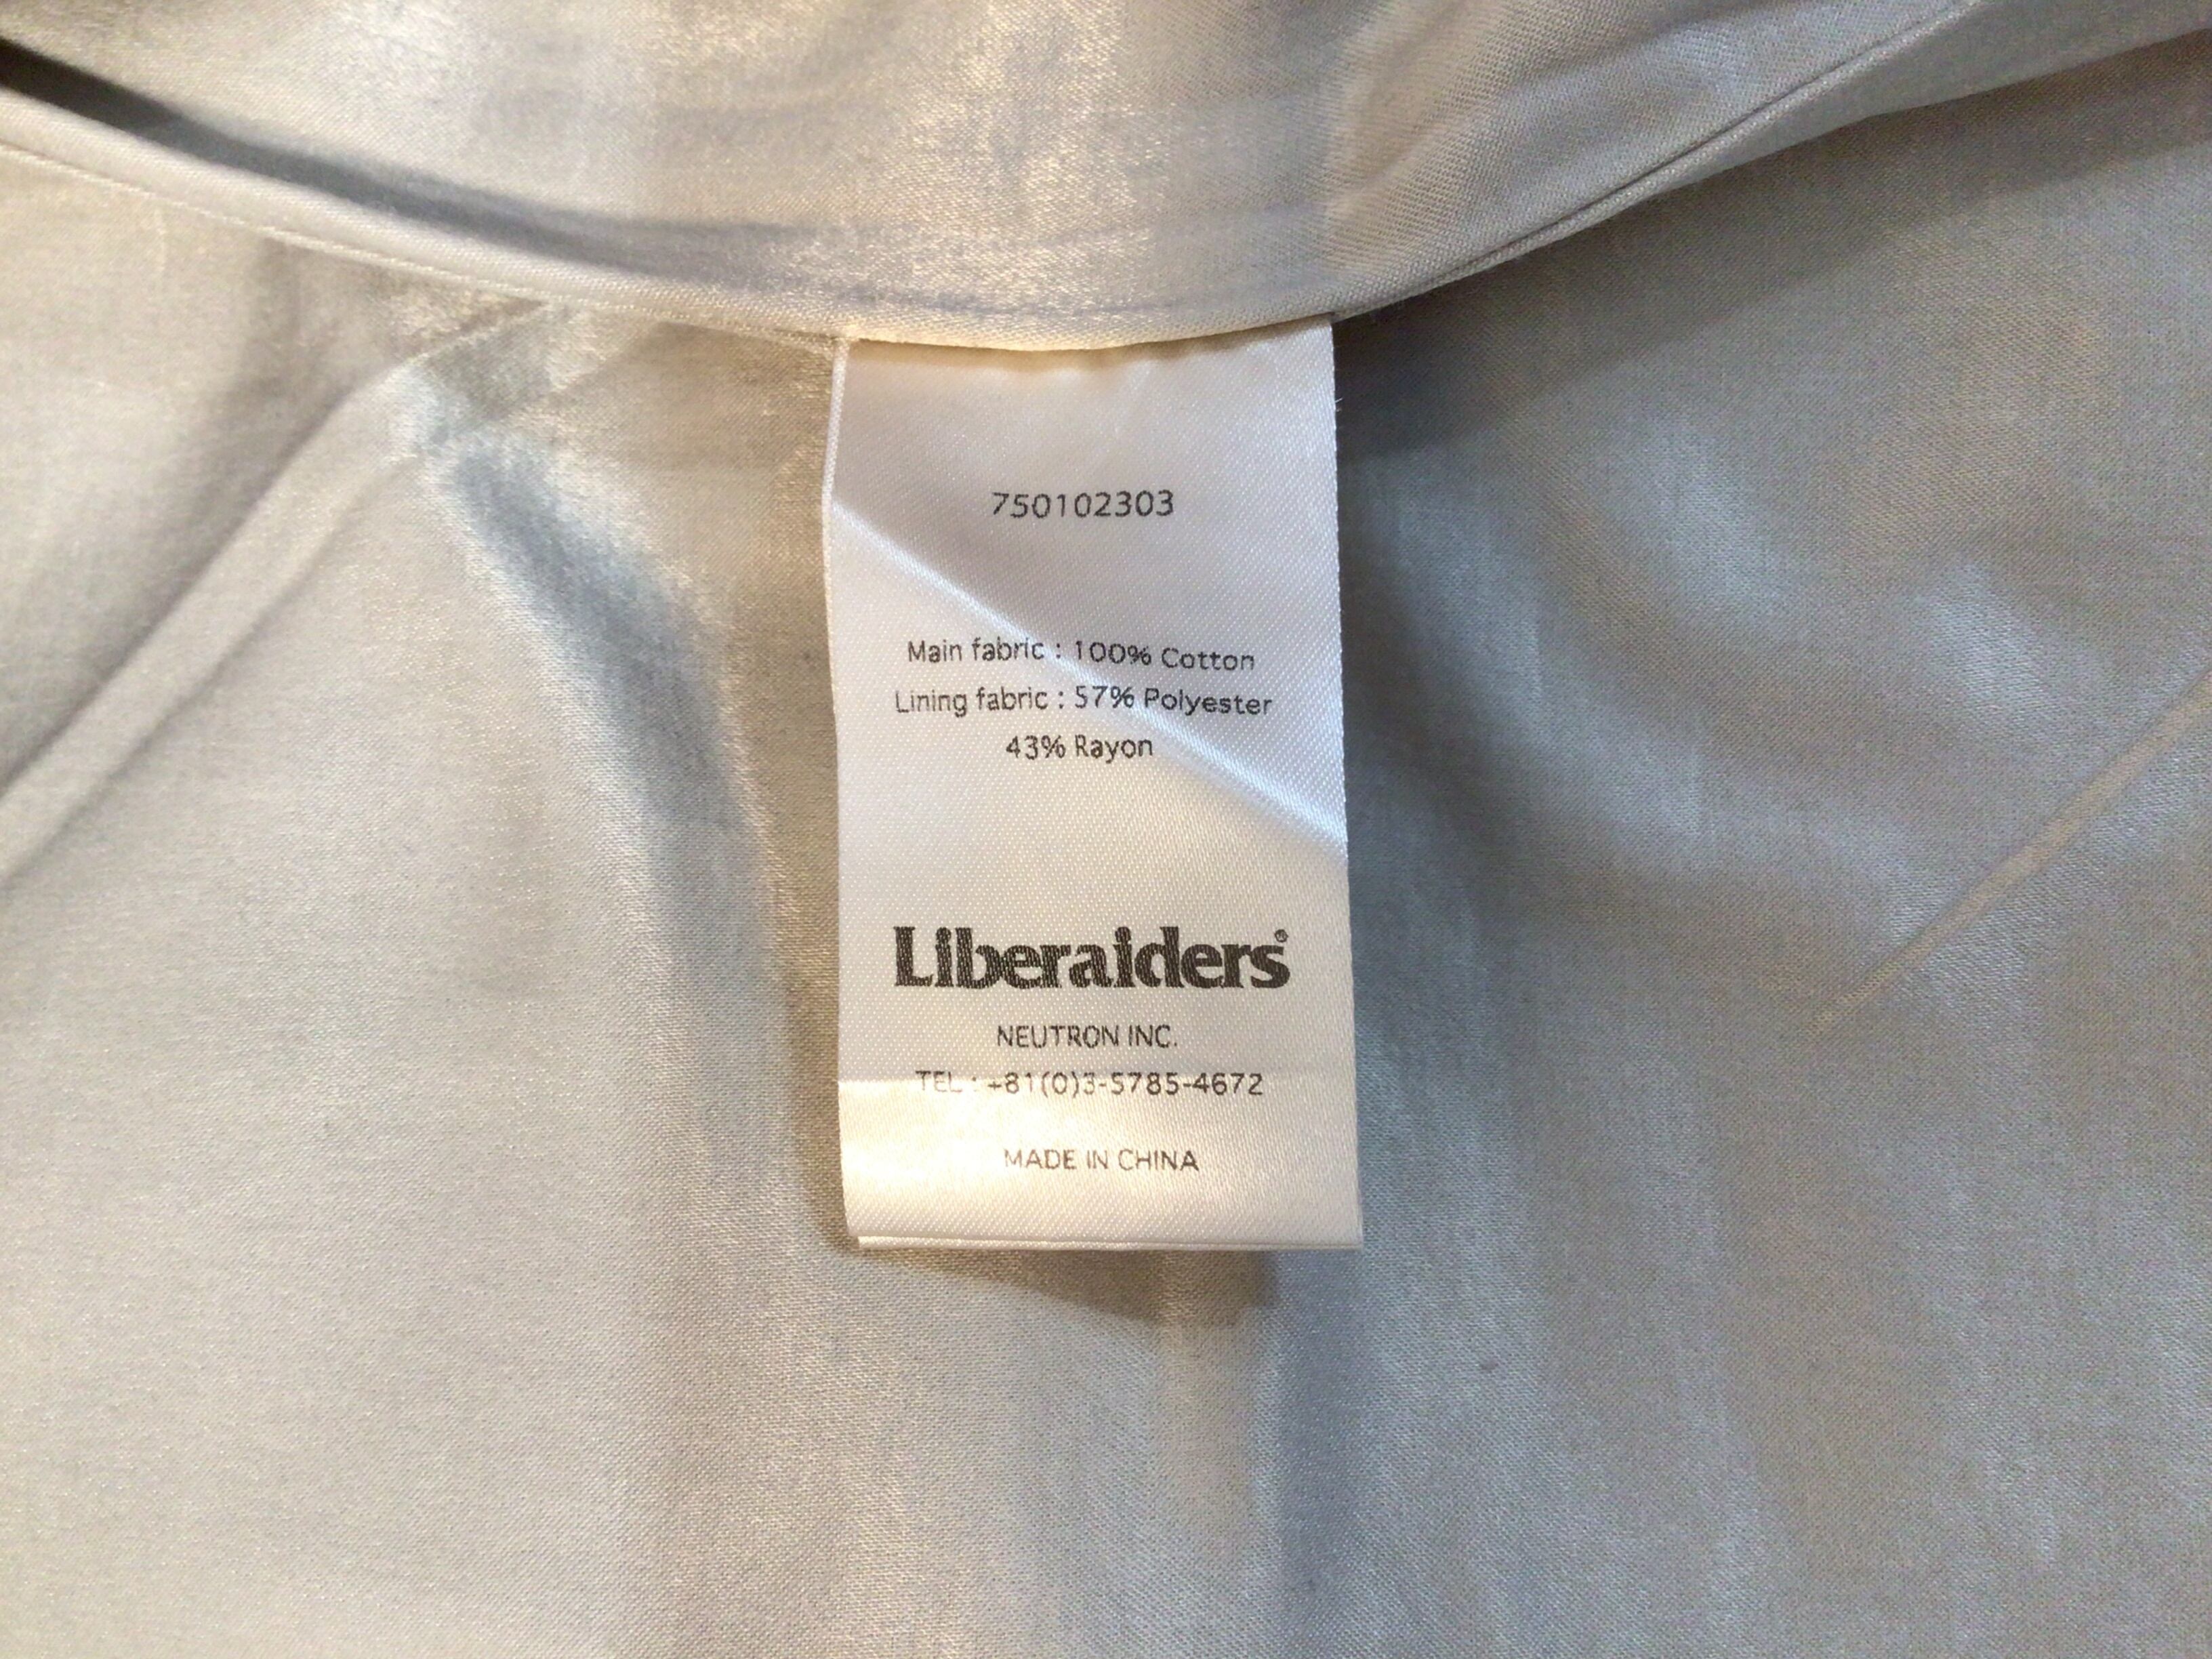 750102303
Main fabric : 100% Cotton
Lining fabric : 57% Polyester
43% Rayon
Liberaiders®
NEUTRON INC.
TEL : +81(0)3-5785-4672
MADE IN CHINA